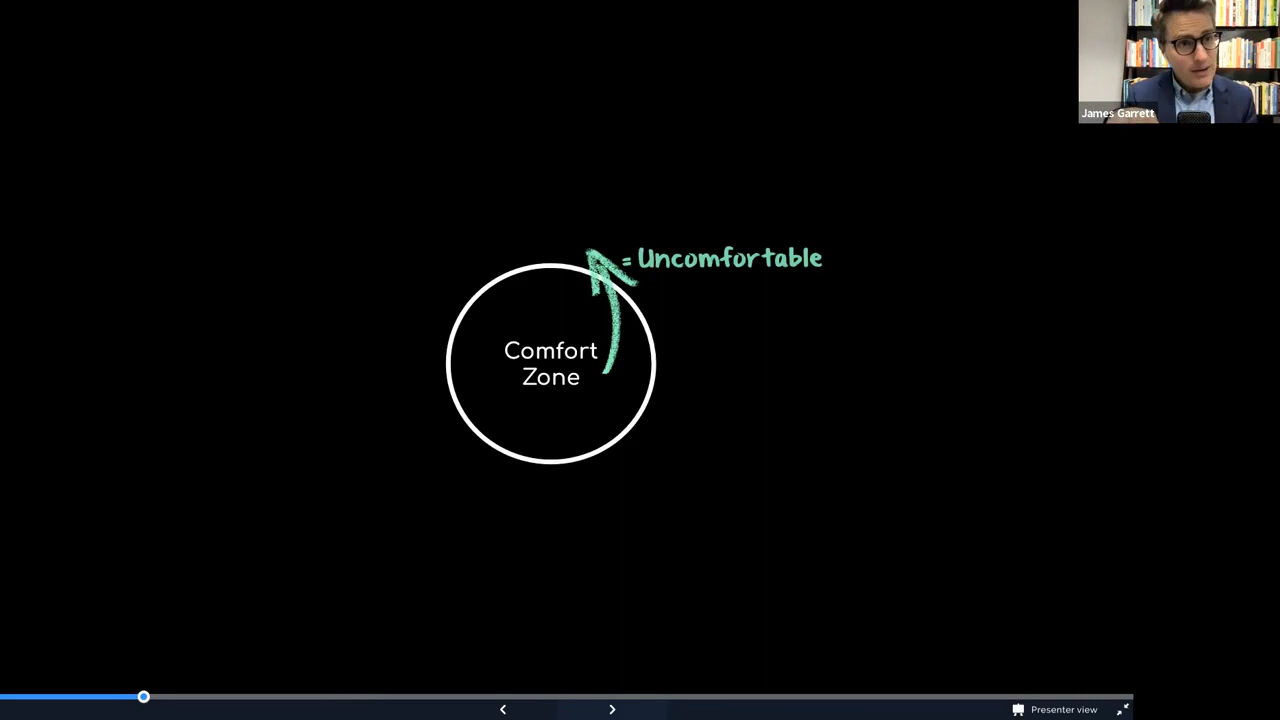 James Garrett
= Uncomfortable
Comfort
Zone
Presenter view